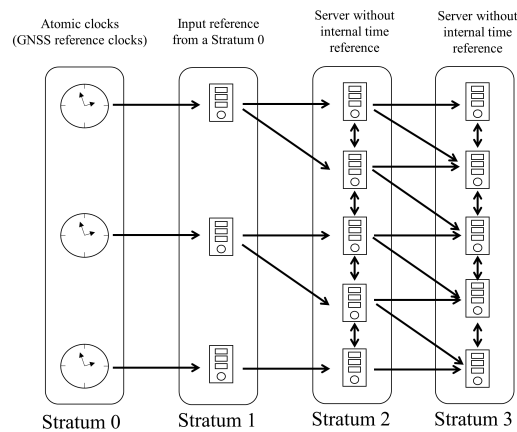 Atomic clocks
(GNSS reference clocks)
Input reference
from a Stratum 0
Server without
internal time
reference
Server without
internal time
reference
Stratum 0
Stratum 1
Stratum 2
Stratum 3